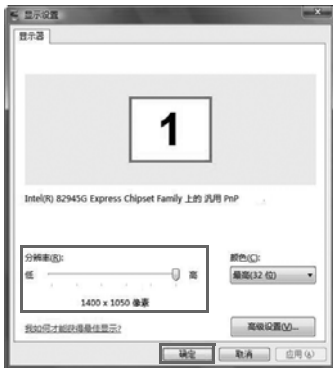 显示设置
显示器
1
Intel(R) 82945G Express Chipset Family 上的 汎用 PnP
分辨率(R):
低 高
1400 x 1050 像素
颜色(C):
最高(32 位)
我如何才能获得最佳显示?
高级设置(V)...
确定 取消 应用(A)